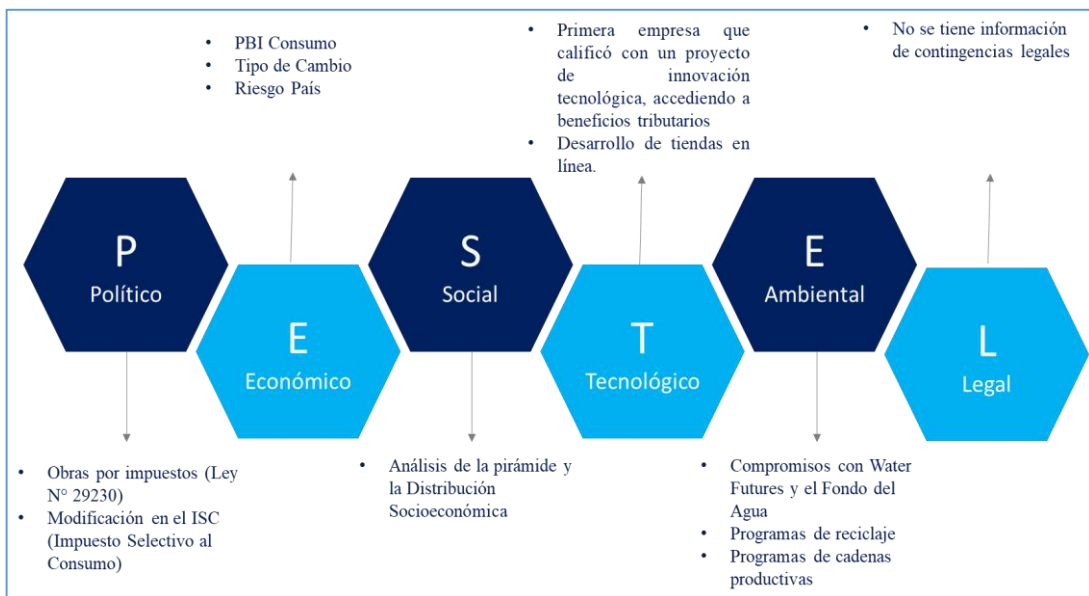 • PBI Consumo
• Tipo de Cambio
• Riesgo País
• Primera empresa que
calificó con un proyecto
de innovación
tecnológica, accediendo a
beneficios tributarios
• Desarrollo de tiendas en
línea.
• No se tiene información
de contingencias legales
P
Político
E
Económico
S
Social
T
Tecnológico
E
Ambiental
L
Legal
• Obras por impuestos (Ley
N° 29230)
• Modificación en el ISC
(Impuesto Selectivo al
Consumo)
• Análisis de la pirámide y
la Distribución
Socioeconómica
• Compromisos con Water
Futures y el Fondo del
Agua
• Programas de reciclaje
• Programas de cadenas
productivas